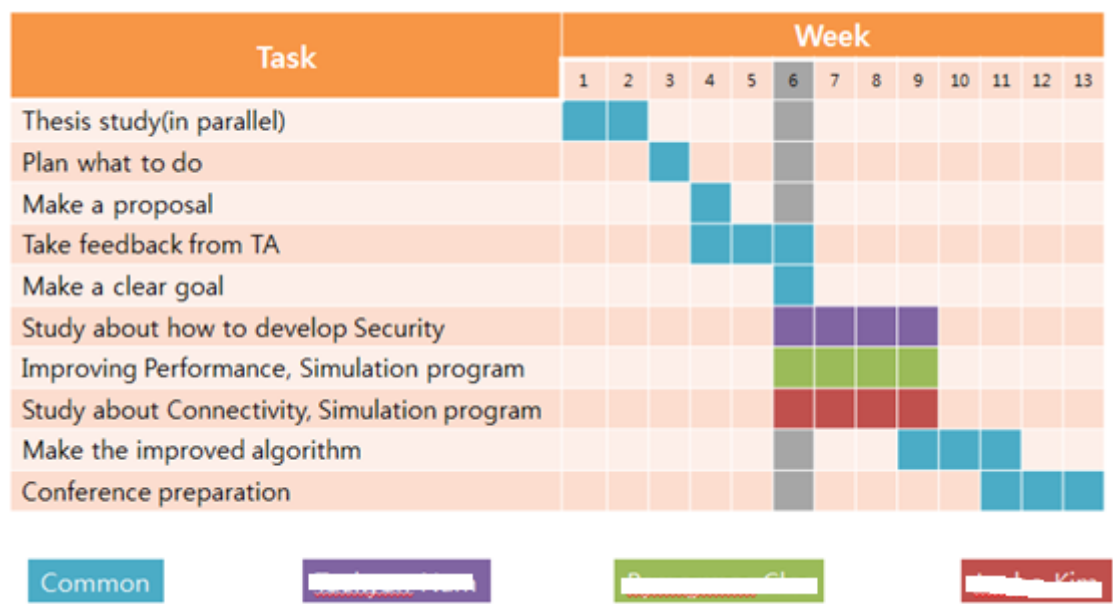 Task
Week
1 2 3 4 5 6 7 8 9 10 11 12 13
Thesis study(in parallel)
Plan what to do
Make a proposal
Take feedback from TA
Make a clear goal
Study about how to develop Security
Improving Performance, Simulation program
Study about Connectivity, Simulation program
Make the improved algorithm
Conference preparation
Common